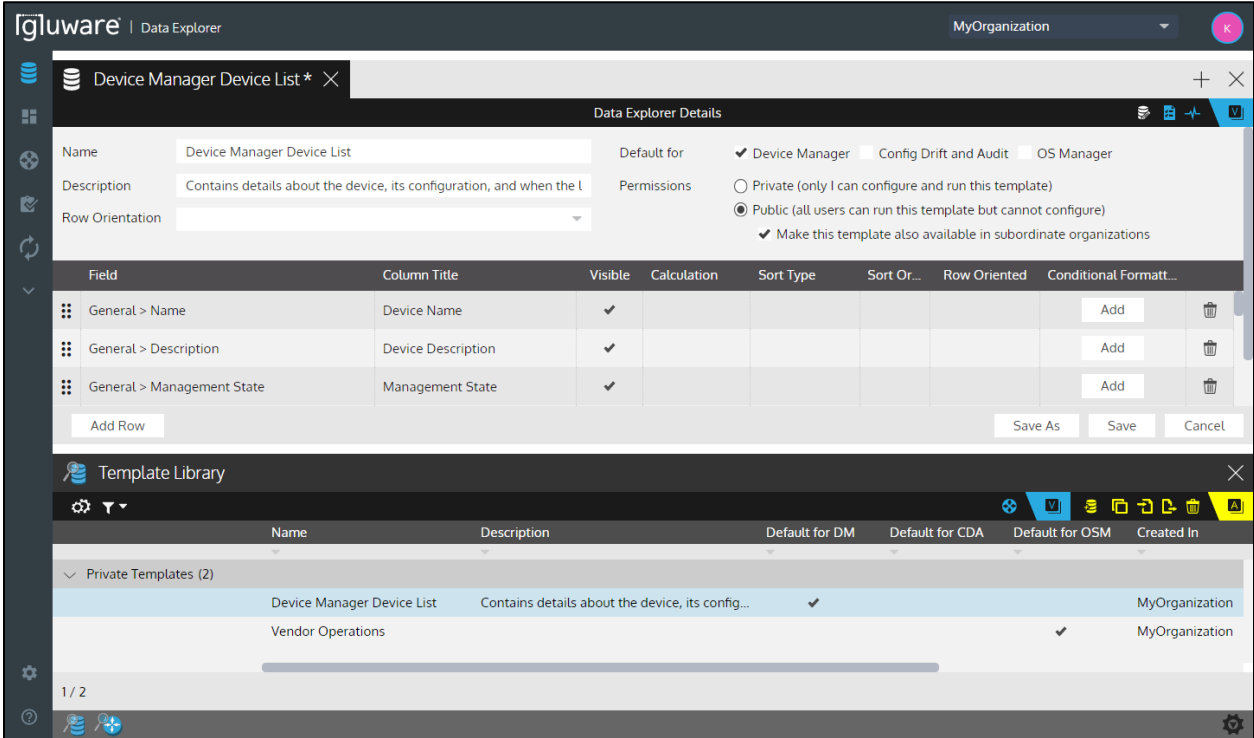 gluware | Data Explorer
MyOrganization
K
Device Manager Device List *
Data Explorer Details
V
Name Device Manager Device List Default for Device Manager Config Drift and Audit OS Manager
Description Contains details about the device, its configuration, and when the l Permissions Private (only I can configure and run this template)
Row Orientation Public (all users can run this template but cannot configure)
Make this template also available in subordinate organizations
Field Column Title Visible Calculation Sort Type Sort Or... Row Oriented Conditional Formatt...
General > Name Device Name Add
General > Description Device Description Add
General > Management State Management State Add
Add Row Save As Save Cancel
Template Library
V A
Name Description Default for DM Default for CDA Default for OSM Created In
Private Templates (2)
Device Manager Device List Contains details about the device, its config... MyOrganization
Vendor Operations MyOrganization
1 / 2